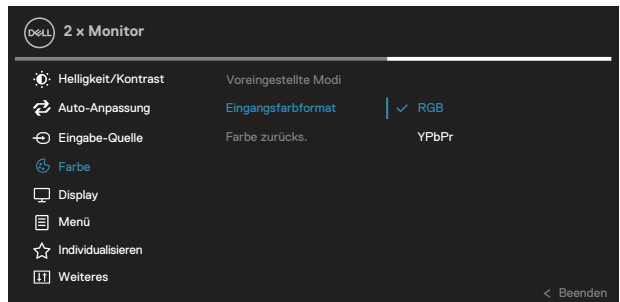 DELL 2 x Monitor
Helligkeit/Kontrast Voreingestellte Modi
Auto-Anpassung Eingangsfarbformat RGB
Eingabe-Quelle Farbe zurücks. YPbPr
Farbe
Display
Menü
Individualisieren
Weiteres
< Beenden